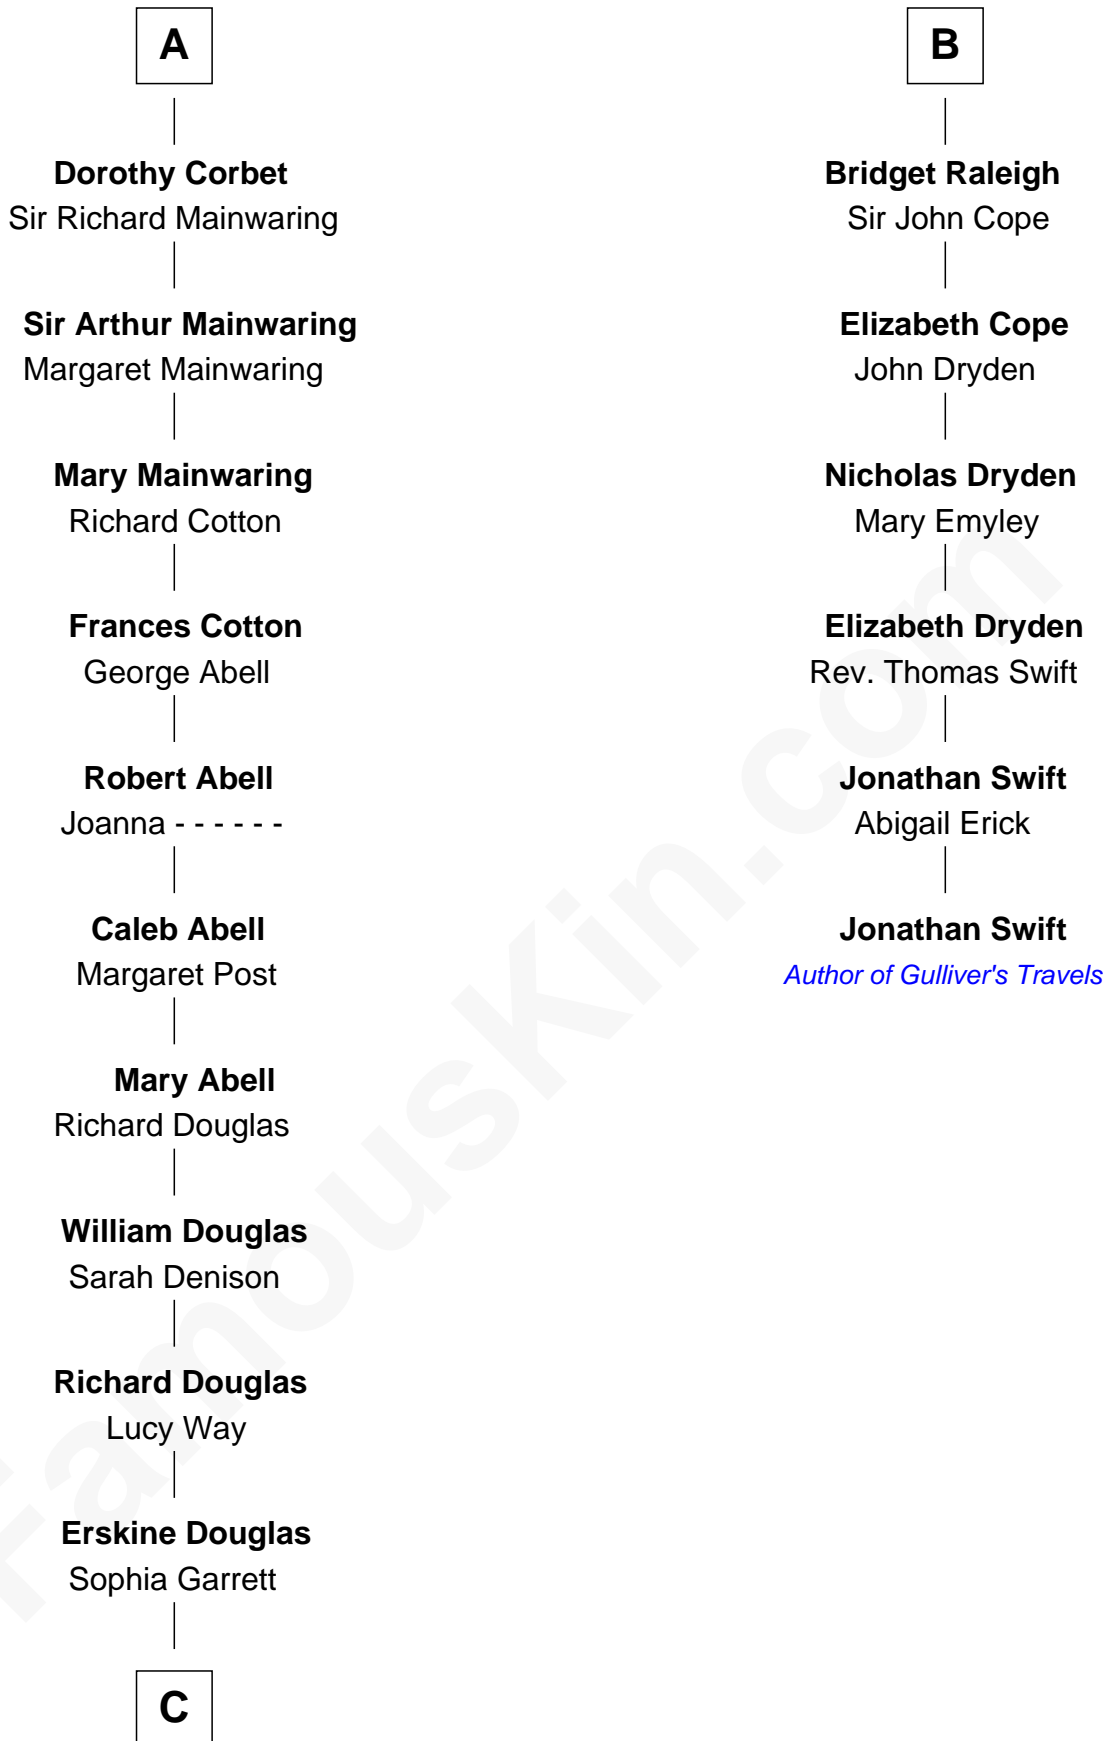 A
Dorothy Corbet
Sir Richard Mainwaring
Sir Arthur Mainwaring
Margaret Mainwaring
Mary Mainwaring
Richard Cotton
Frances Cotton
George Abell
Robert Abell
Joanna - - - - - -
Caleb Abell
Margaret Post
Mary Abell
Richard Douglas
William Douglas
Sarah Denison
Richard Douglas
Lucy Way
Erskine Douglas
Sophia Garrett
C
B
Bridget Raleigh
Sir John Cope
Elizabeth Cope
John Dryden
Nicholas Dryden
Mary Emyley
Elizabeth Dryden
Rev. Thomas Swift
Jonathan Swift
Abigail Erick
Jonathan Swift
Author of Gulliver's Travels
FamousKin.com